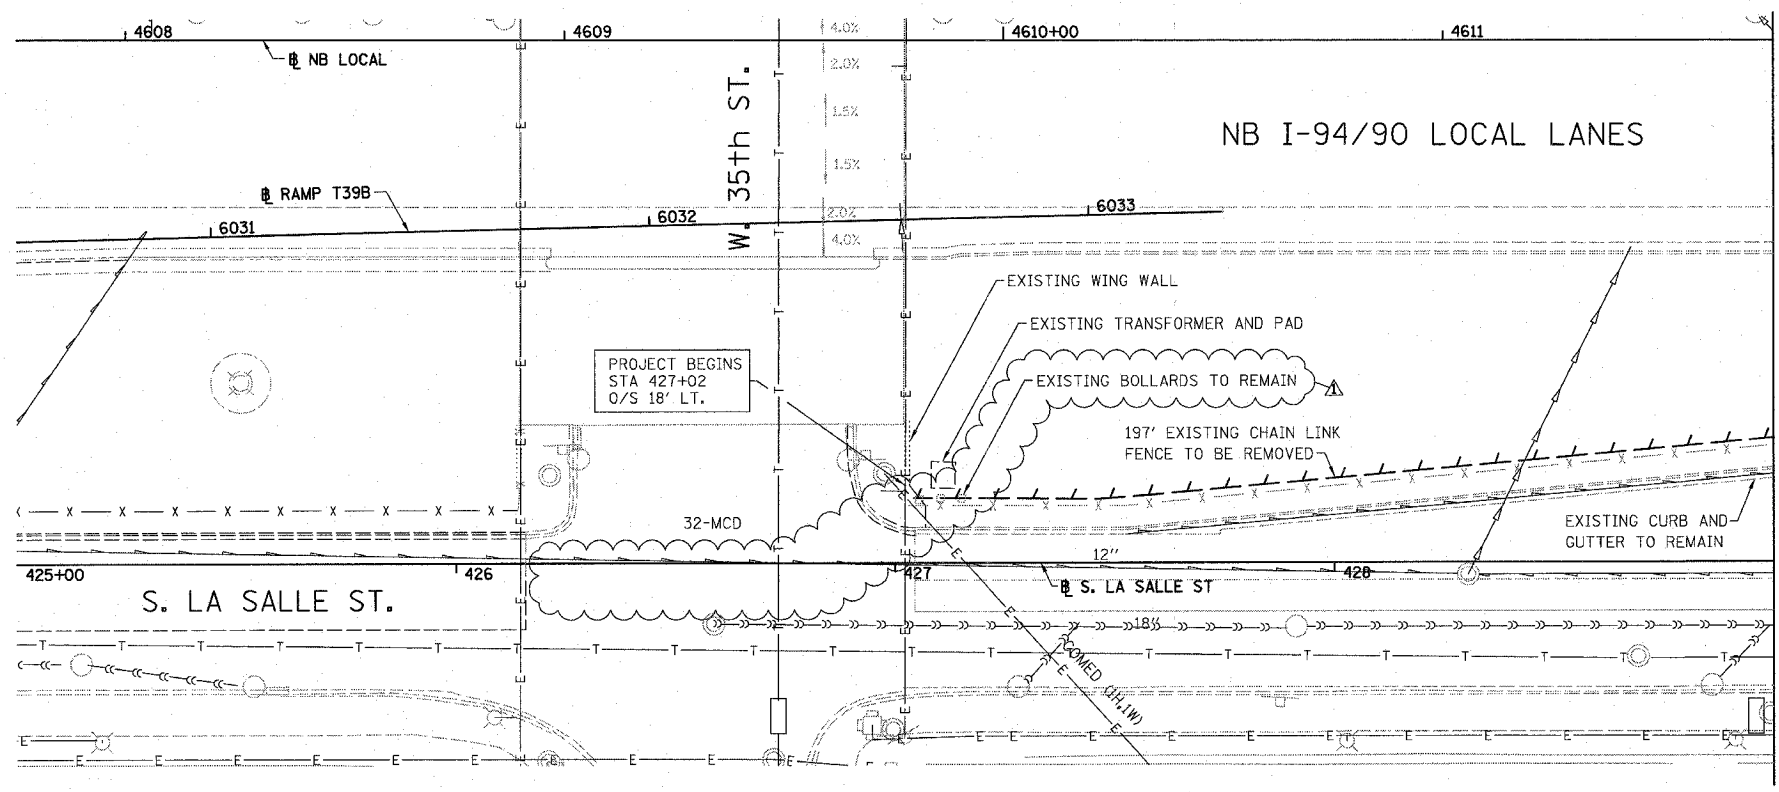 4608
4609
4610+00
4611
℄ NB LOCAL
4.0%
2.0%
1.5%
1.5%
2.0%
4.0%
W. 35th ST.
NB I-94/90 LOCAL LANES
℄ RAMP T39B
6031
6032
6033
EXISTING WING WALL
EXISTING TRANSFORMER AND PAD
PROJECT BEGINS
STA 427+02
O/S 18' LT.
EXISTING BOLLARDS TO REMAIN
1
197' EXISTING CHAIN LINK
FENCE TO BE REMOVED
32-MCD
EXISTING CURB AND
GUTTER TO REMAIN
12"
425+00
426
427
428
℄ S. LA SALLE ST
S. LA SALLE ST.
18"
COMED (1H,1W)